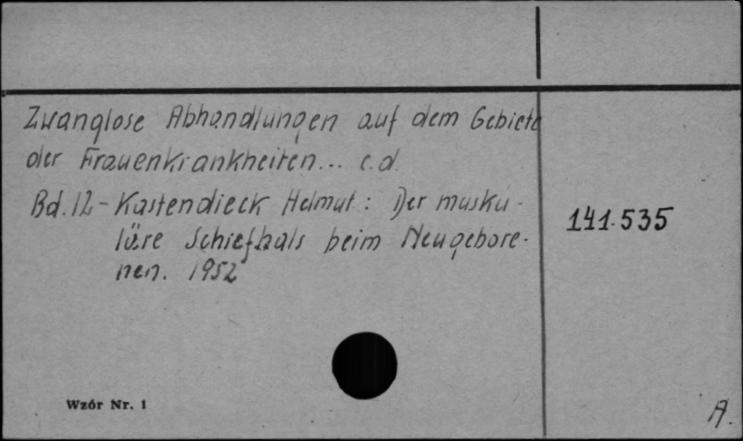 Zwanglose Abhandlungen auf dem Gebiete
der Frauenkrankheiten... c.d.
Bd. 12 - Kastendieck Helmut: Der musku-
läre Schiefhals beim Neugebore-
nen. 1952
141.535
Wzór Nr. 1
A.